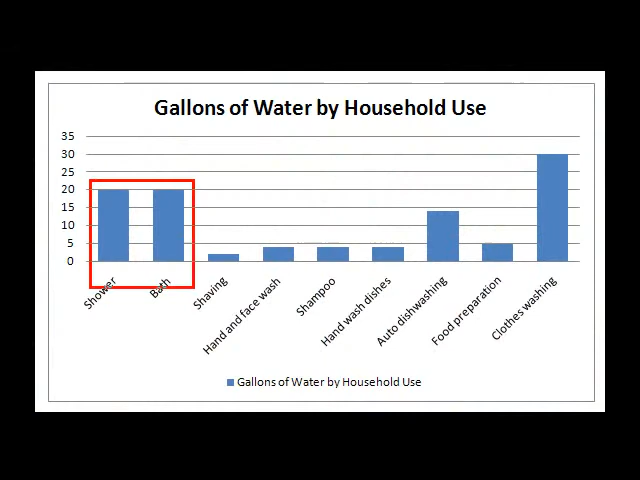 Gallons of Water by Household Use
35
30
25
20
15
10
5
0
Shower
Bath
Shaving
Hand and face wash
Shampoo
Hand wash dishes
Auto dishwashing
Food preparation
Clothes washing
Gallons of Water by Household Use